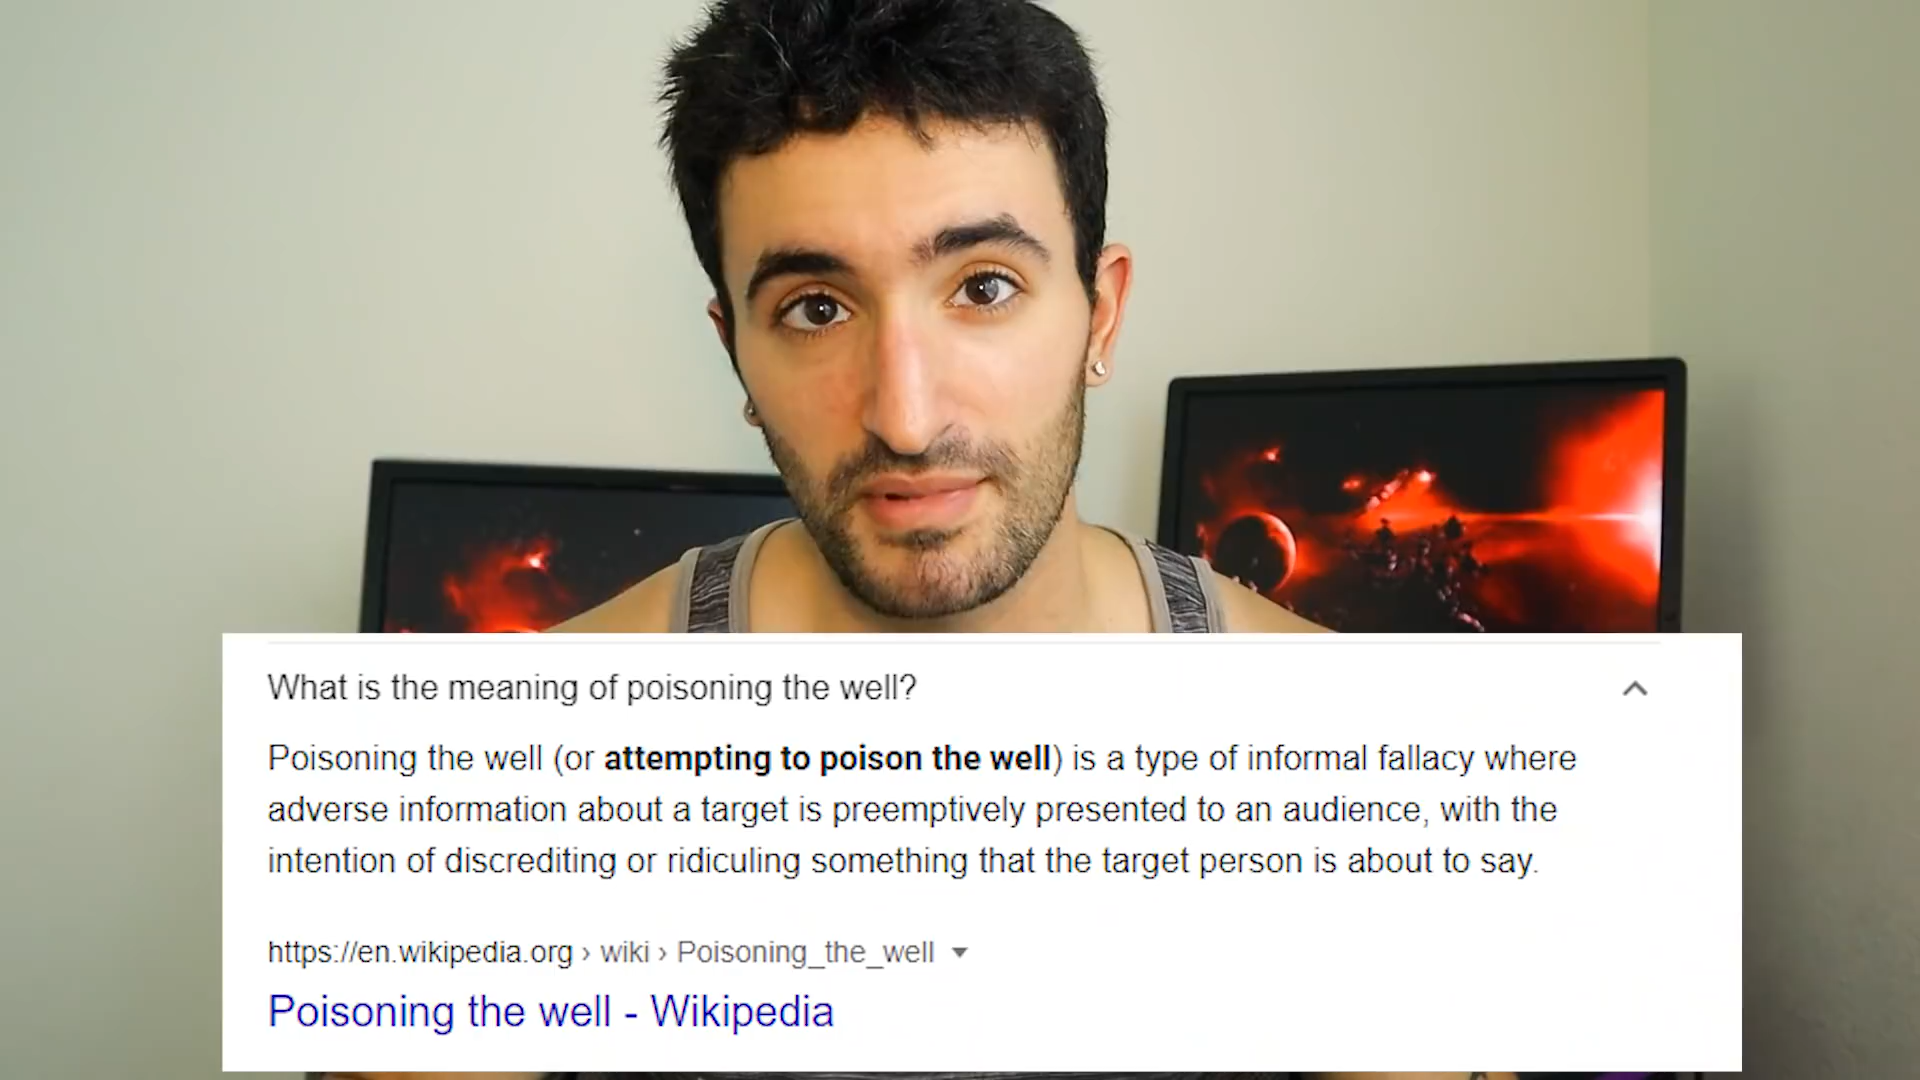 What is the meaning of poisoning the well?
Poisoning the well (or attempting to poison the well) is a type of informal fallacy where
adverse information about a target is preemptively presented to an audience, with the
intention of discrediting or ridiculing something that the target person is about to say.
https://en.wikipedia.org › wiki › Poisoning_the_well
Poisoning the well - Wikipedia